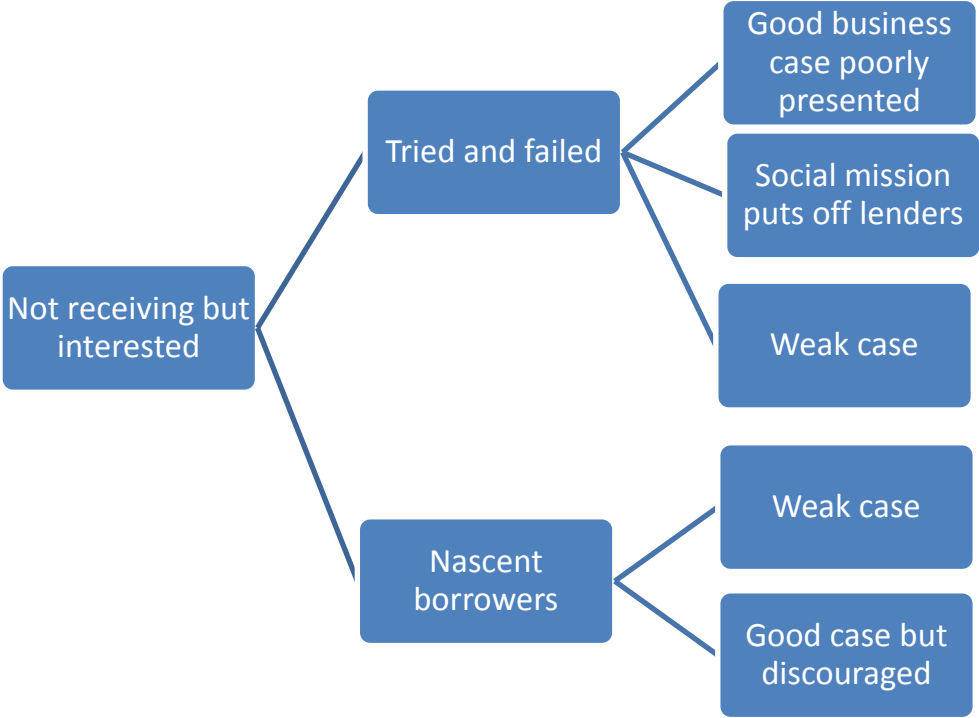 Good business
case poorly
presented
Tried and failed
Social mission
puts off lenders
Not receiving but
interested
Weak case
Weak case
Nascent
borrowers
Good case but
discouraged